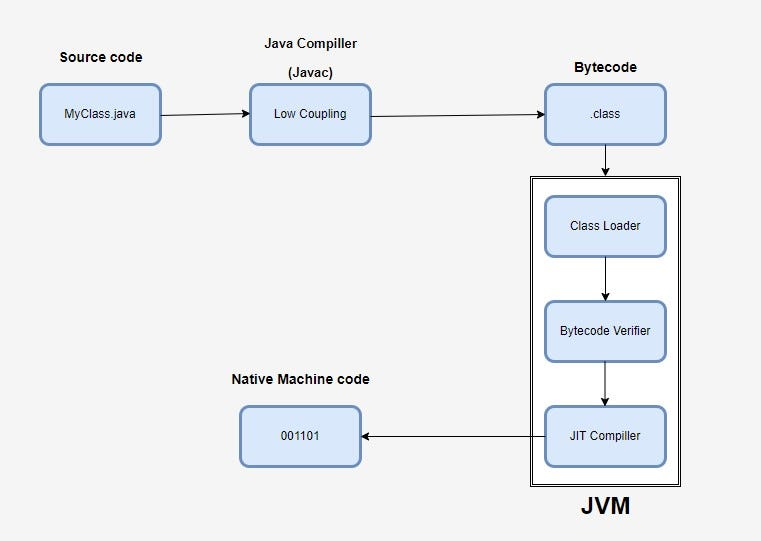 Source code
Java Compiller
(Javac)
Bytecode
MyClass.java
Low Coupling
.class
Class Loader
Bytecode Verifier
Native Machine code
001101
JIT Compiller
JVM